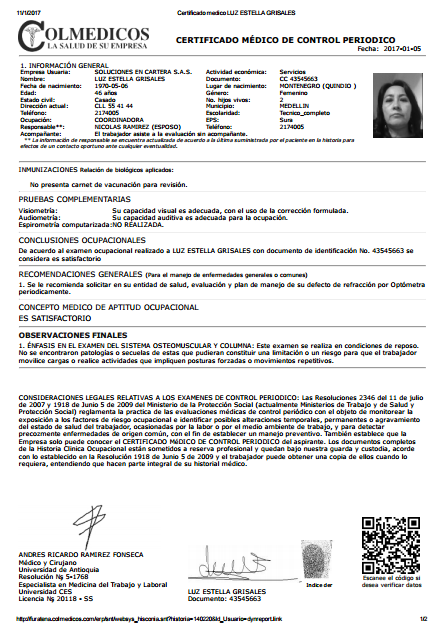 11/1/2017 Certificado medico LUZ ESTELLA GRISALES
COLMEDICOS
LA SALUD DE SU EMPRESA
CERTIFICADO MÉDICO DE CONTROL PERIODICO
Fecha: 2017-01-05
1. INFORMACIÓN GENERAL
Empresa Usuaria: SOLUCIONES EN CARTERA S.A.S. Actividad económica: Servicios
Nombre: LUZ ESTELLA GRISALES Documento: CC 43545663
Fecha de nacimiento: 1970-05-06 Lugar de nacimiento: MONTENEGRO (QUINDIO )
Edad: 46 años Género: Femenino
Estado civil: Casado No. hijos vivos: 2
Dirección actual: CLL 55 41 44 Municipio: MEDELLIN
Teléfono: 2174005 Escolaridad: Tecnico_completo
Ocupación: COORDINADORA EPS: Sura
Responsable**: NICOLAS RAMIREZ (ESPOSO) Teléfono: 2174005
Acompañante: El trabajador asiste a la evaluación sin acompañante.
** La información de responsable se encuentra actualizada de acuerdo a la última suministrada por el paciente en la historia para
efectos de un contacto oportuno ante cualquier eventualidad.
INMUNIZACIONES Relación de biológicos aplicados:
No presenta carnet de vacunación para revisión.
PRUEBAS COMPLEMENTARIAS
Visiometría: Su capacidad visual es adecuada, con el uso de la corrección formulada.
Audiometría: Su capacidad auditiva es adecuada para la ocupación.
Espirometría computarizada:NO REALIZADA.
CONCLUSIONES OCUPACIONALES
De acuerdo al examen ocupacional realizado a LUZ ESTELLA GRISALES con documento de identificación No. 43545663 se
considera es satisfactorio
RECOMENDACIONES GENERALES (Para el manejo de enfermedades generales o comunes)
1. Se le recomienda solicitar en su entidad de salud, evaluación y plan de manejo de su defecto de refracción por Optómetra
periodicamente.
CONCEPTO MEDICO DE APTITUD OCUPACIONAL
ES SATISFACTORIO
OBSERVACIONES FINALES
1. ÉNFASIS EN EL EXAMEN DEL SISTEMA OSTEOMUSCULAR Y COLUMNA: Este examen se realiza en condiciones de reposo.
No se encontraron patologías o secuelas de estas que pudieran constituir una limitación o un riesgo para que el trabajador
movilice cargas o realice actividades que impliquen posturas forzadas o movimientos repetitivos.
CONSIDERACIONES LEGALES RELATIVAS A LOS EXAMENES DE CONTROL PERIODICO: Las Resoluciones 2346 del 11 de Julio
de 2007 y 1918 de Junio 5 de 2009 del Ministerio de la Protección Social (actualmente Ministerios de Trabajo y de Salud y
Protección Social) reglamenta la practica de las evaluaciones médicas de control periódico con el objeto de monitorear la
exposición a los factores de riesgo ocupacional e identificar posibles alteraciones temporales, permanentes o agravamiento
del estado de salud del trabajador, ocasionadas por la labor o por el medio ambiente de trabajo, y para detectar
precozmente enfermedades de origen común, con el fin de establecer un manejo preventivo. También establece que la
Empresa solo puede conocer el CERTIFICADO MéDICO DE CONTROL PERIODICO del aspirante. Los documentos completos
de la Historia Clínica Ocupacional están sometidos a reserva profesional y quedan bajo nuestra guarda y custodia, acorde
con lo establecido en la Resolución 1918 de Junio 5 de 2009 y el trabajador puede obtener una copia de ellos cuando lo
requiera, entendiendo que hacen parte integral de su historial médico.
ANDRES RICARDO RAMIREZ FONSECA
Médico y Cirujano
Universidad de Antioquia
Resolución Nº 5-1768
Especialista en Medicina del Trabajo y Laboral
Universidad CES
Licencia Nº 20118 - SS
LUZ ESTELLA GRISALES
Documento: 43545663
Indice der
Escanee el código si
desea verificar datos
http://furatena.colmedicos.com/erp/snt/websys_hisconia.snt?historia=140220&Id_Usuario=dynreport.link 1/2